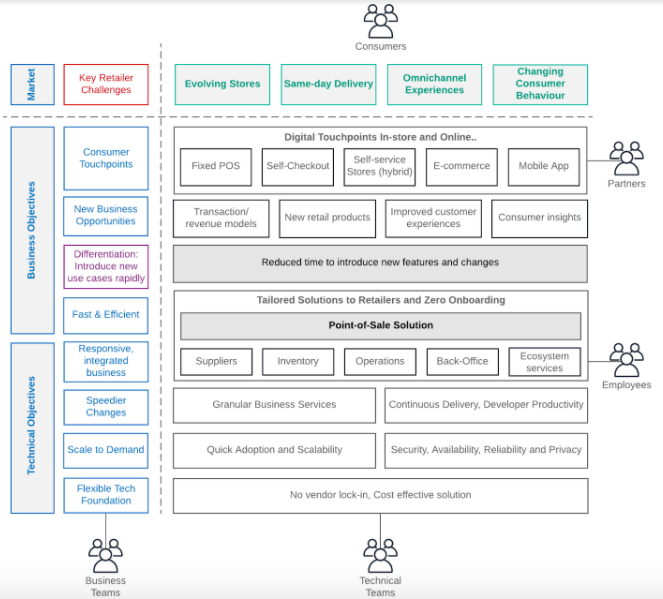 Consumers
Market
Key Retailer
Challenges
Evolving Stores
Same-day Delivery
Omnichannel
Experiences
Changing
Consumer
Behaviour
Business Objectives
Consumer
Touchpoints
Digital Touchpoints In-store and Online..
Fixed POS
Self-Checkout
Self-service
Stores (hybrid)
E-commerce
Mobile App
Partners
New Business
Opportunities
Transaction/
revenue models
New retail products
Improved customer
experiences
Consumer insights
Differentiation:
Introduce new
use cases rapidly
Reduced time to introduce new features and changes
Fast & Efficient
Tailored Solutions to Retailers and Zero Onboarding
Point-of-Sale Solution
Technical Objectives
Responsive,
integrated
business
Suppliers
Inventory
Operations
Back-Office
Ecosystem
services
Employees
Speedier
Changes
Granular Business Services
Continuous Delivery, Developer Productivity
Scale to Demand
Quick Adoption and Scalability
Security, Availability, Reliability and Privacy
Flexible Tech
Foundation
No vendor lock-in, Cost effective solution
Business
Teams
Technical
Teams